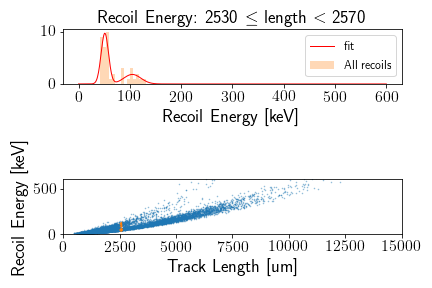 Recoil Energy: 2530 ≤ length < 2570
10
0
fit
All recoils
0 100 200 300 400 500 600
Recoil Energy [keV]
Recoil Energy [keV]
500
0
0 2500 5000 7500 10000 12500 15000
Track Length [um]